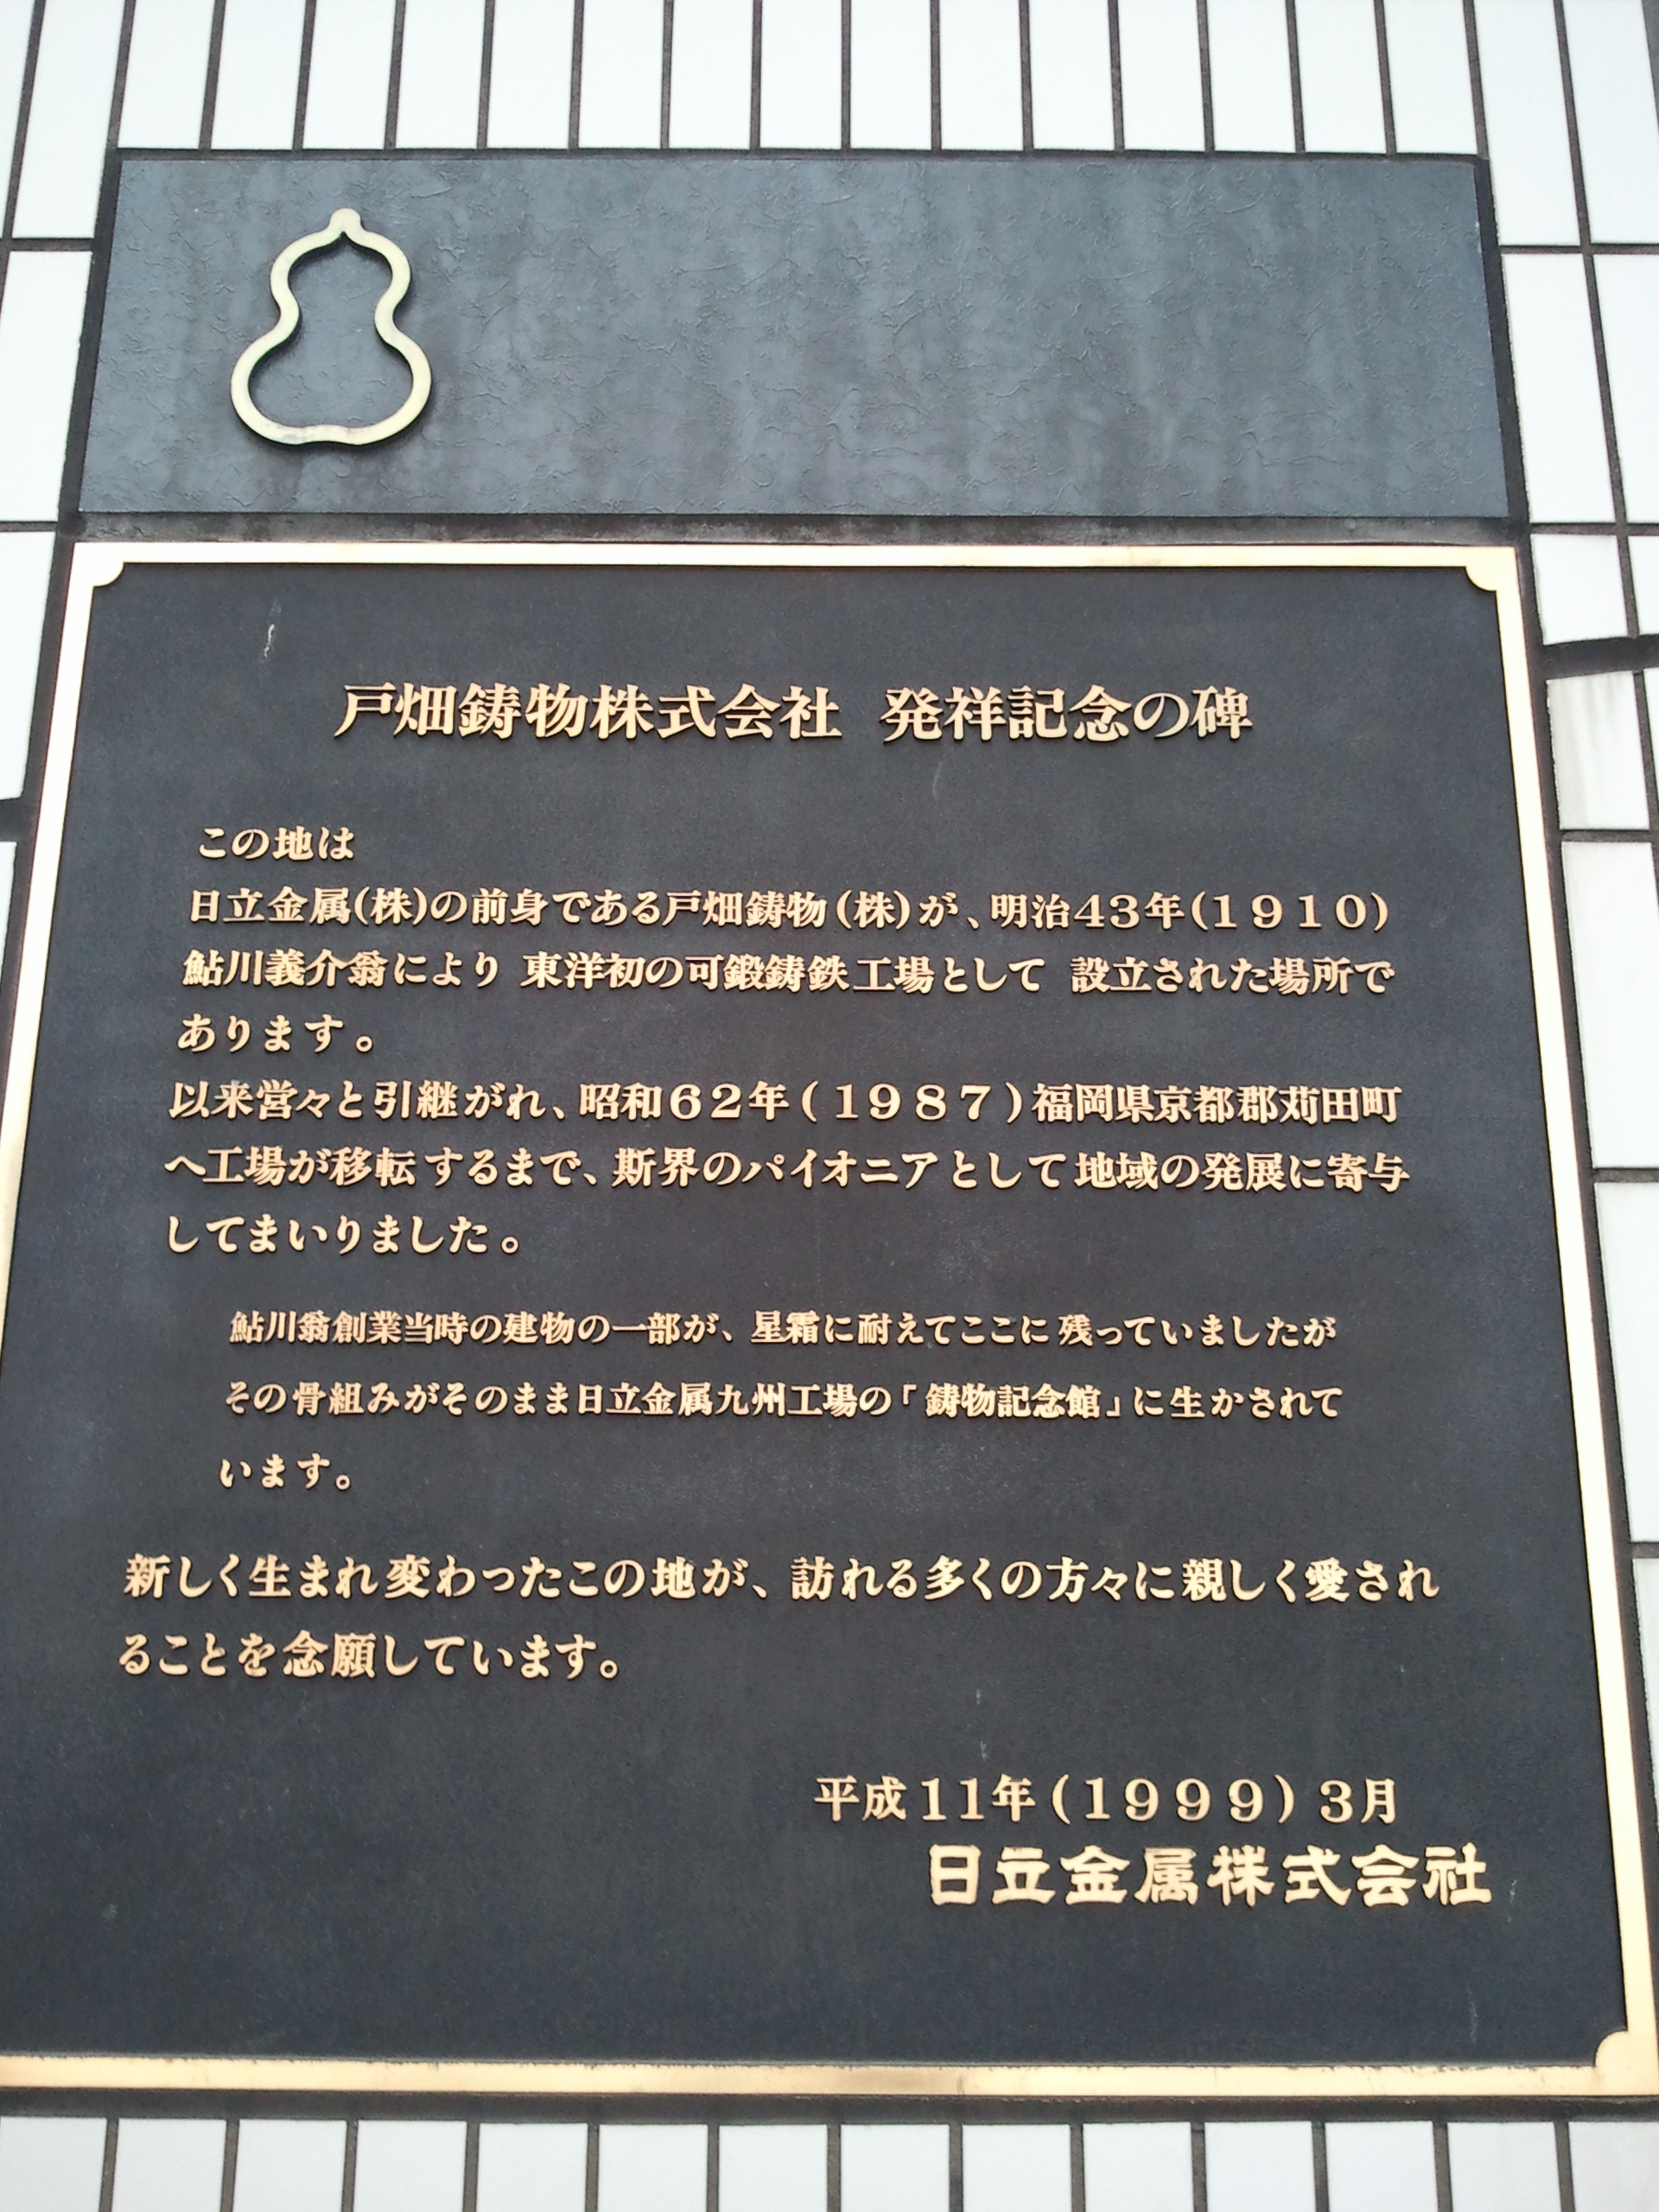 戸畑鋳物株式会社 発祥記念の碑
この地は
日立金属(株)の前身である戸畑鋳物(株)が、明治43年(1910)
鮎川義介翁により 東洋初の可鍛鋳鉄工場として 設立された場所で
あります。
以来営々と引継がれ、昭和62年(1987)福岡県京都郡苅田町
へ工場が移転するまで、斯界のパイオニアとして地域の発展に寄与
してまいりました。
鮎川翁創業当時の建物の一部が、星霜に耐えてここに残っていましたが
その骨組みがそのまま日立金属九州工場の「鋳物記念館」に生かされて
います。
新しく生まれ変わったこの地が、訪れる多くの方々に親しく愛され
ることを念願しています。
平成11年(1999)3月
日立金属株式会社